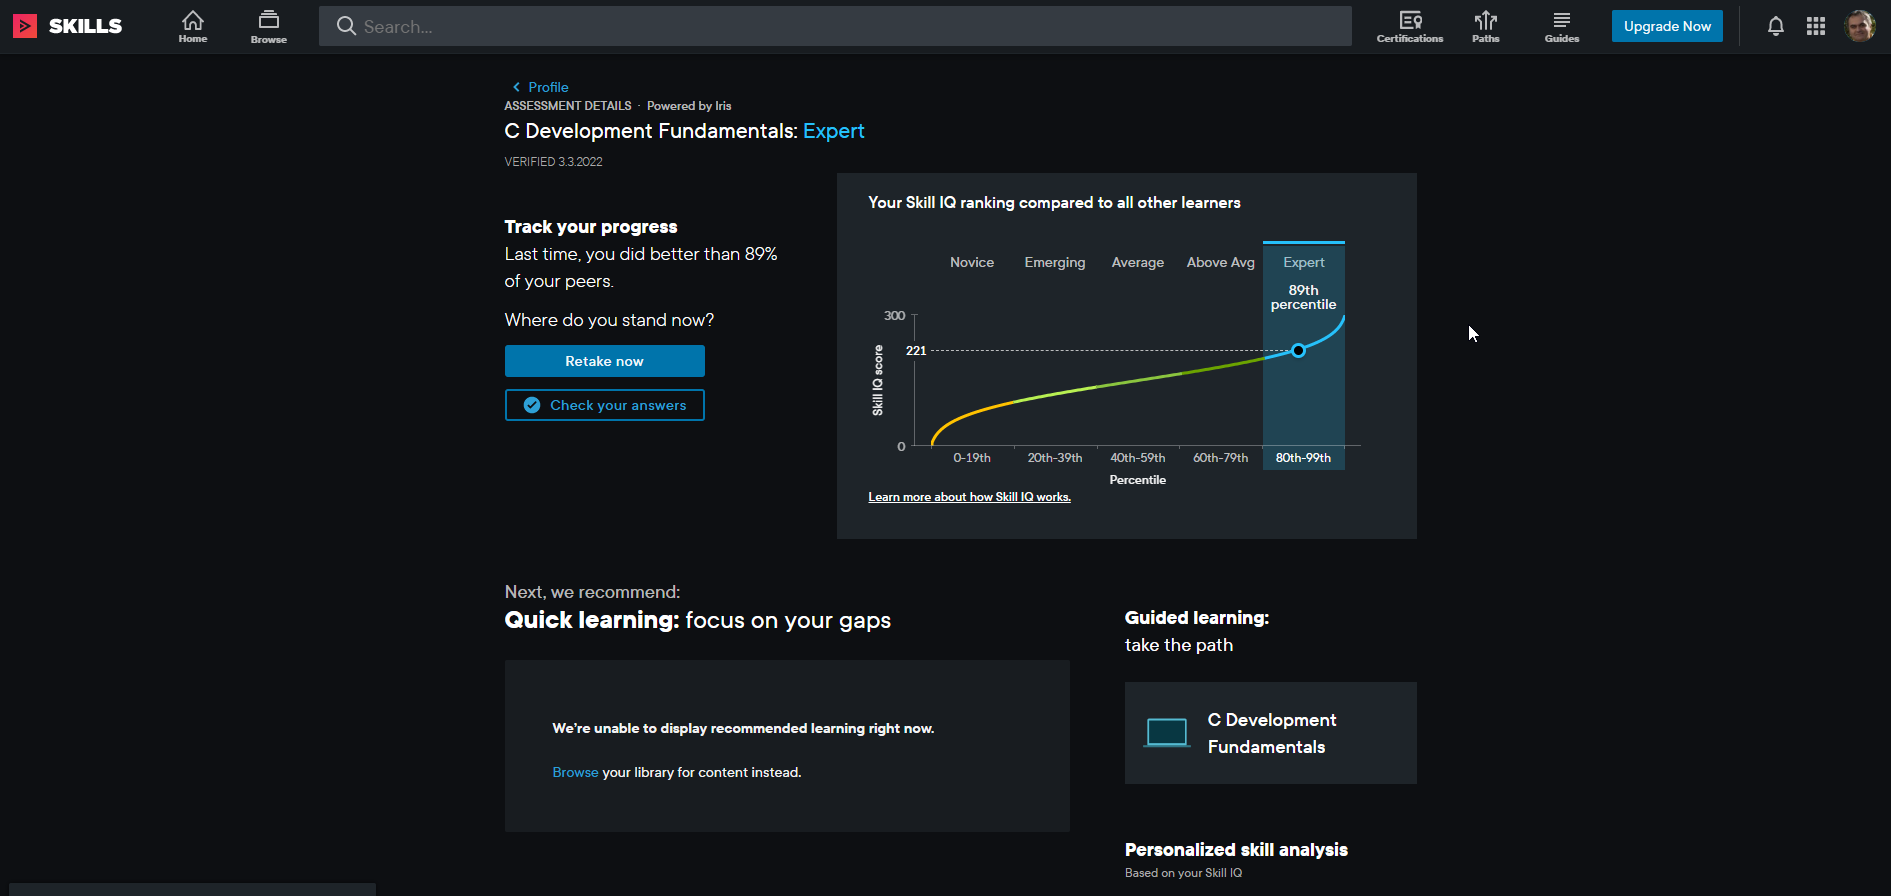 SKILLS
Home
Browse
Search...
Certifications
Paths
Guides
Upgrade Now
Profile
ASSESSMENT DETAILS · Powered by Iris
C Development Fundamentals: Expert
VERIFIED 3.3.2022
Track your progress
Last time, you did better than 89%
of your peers.
Where do you stand now?
Retake now
Check your answers
Your Skill IQ ranking compared to all other learners
Novice
Emerging
Average
Above Avg
Expert
89th
percentile
300
221
Skill IQ score
0
0-19th
20th-39th
40th-59th
60th-79th
80th-99th
Percentile
Learn more about how Skill IQ works.
Next, we recommend:
Quick learning: focus on your gaps
We're unable to display recommended learning right now.
Browse your library for content instead.
Guided learning:
take the path
C Development
Fundamentals
Personalized skill analysis
Based on your Skill IQ